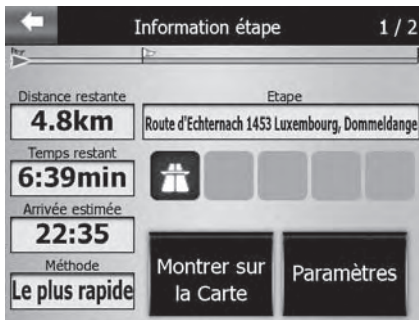 Information étape 1 / 2
Distance restante
4.8km
Etape
Route d'Echternach 1453 Luxembourg, Dommeldange
Temps restant
6:39min
Arrivée estimée
22:35
Méthode
Le plus rapide
Montrer sur
la Carte
Paramètres